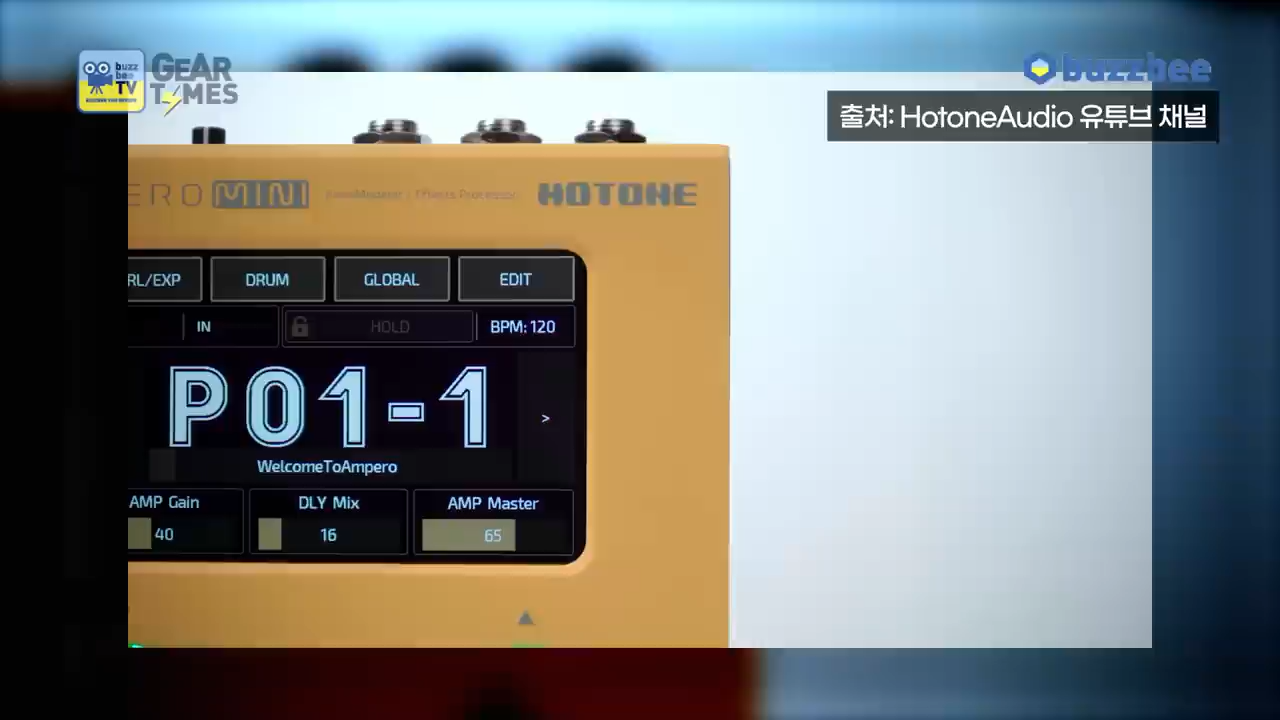 buzz
bee
TV
GEAR
TIMES
buzzbee
출처: HotoneAudio 유튜브 채널
ERO MINI
Effects Processor
HOTONE
RL/EXP
DRUM
GLOBAL
EDIT
IN
HOLD
BPM: 120
P01-1
>
WelcomeToAmpero
AMP Gain
DLY Mix
AMP Master
40
16
65